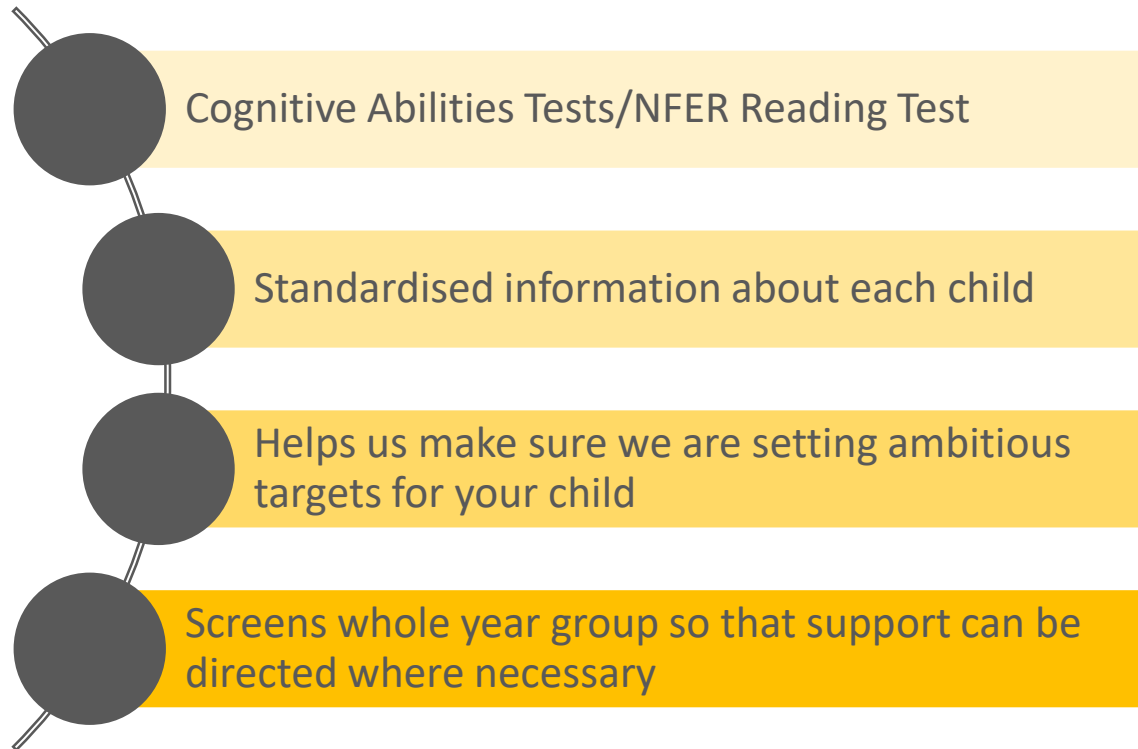 Cognitive Abilities Tests/NFER Reading Test
Standardised information about each child
Helps us make sure we are setting ambitious
targets for your child
Screens whole year group so that support can be
directed where necessary